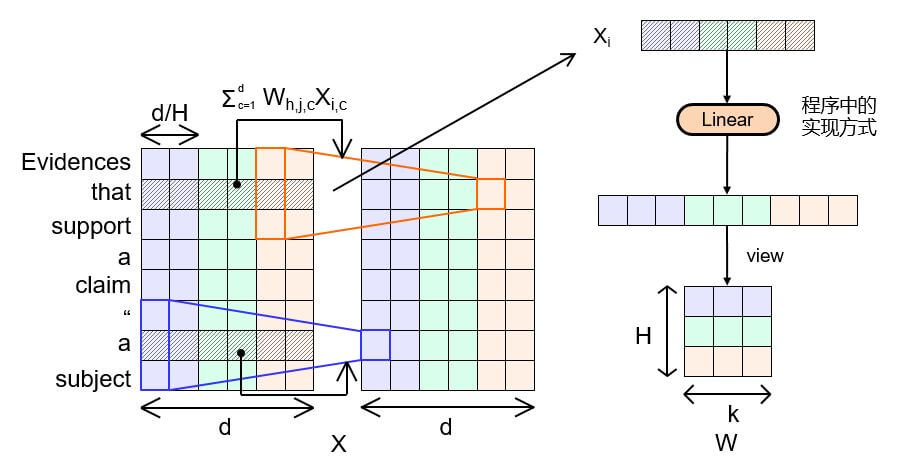 X_i
Linear
程序中的
实现方式
Σ^d_{c=1} W_{h,j,c}X_{i,c}
d/H
Evidences
that
support
a
claim
“
a
subject
view
H
k
W
d
d
X